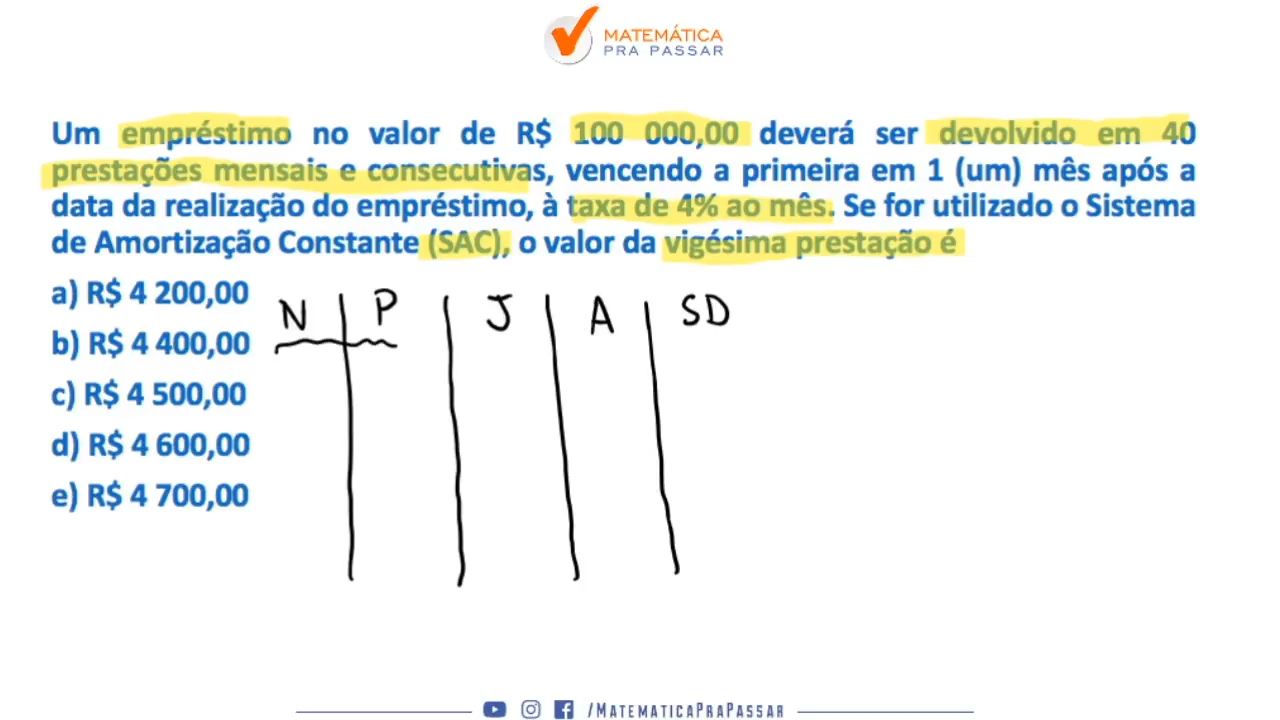 MATEMÁTICA
PRA PASSAR
Um empréstimo no valor de R$ 100 000,00 deverá ser devolvido em 40
prestações mensais e consecutivas, vencendo a primeira em 1 (um) mês após a
data da realização do empréstimo, à taxa de 4% ao mês. Se for utilizado o Sistema
de Amortização Constante (SAC), o valor da vigésima prestação é
a) R$ 4 200,00
b) R$ 4 400,00
c) R$ 4 500,00
d) R$ 4 600,00
e) R$ 4 700,00
N P J A SD
/MATEMATICAPRAPASSAR